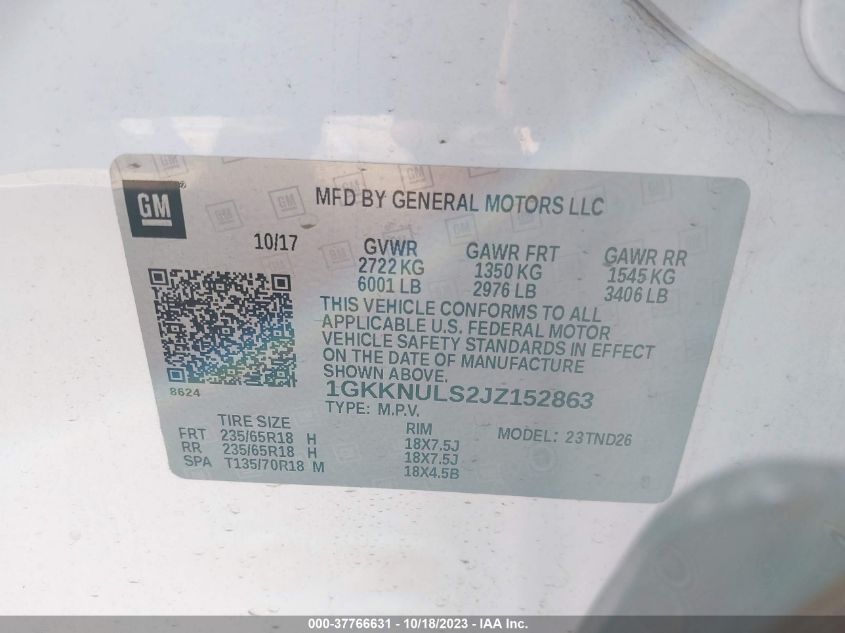 GM
MFD BY GENERAL MOTORS LLC
10/17 GVWR GAWR FRT GAWR RR
2722 KG 1350 KG 1545 KG
6001 LB 2976 LB 3406 LB
THIS VEHICLE CONFORMS TO ALL
APPLICABLE U.S. FEDERAL MOTOR
VEHICLE SAFETY STANDARDS IN EFFECT
ON THE DATE OF MANUFACTURE
SHOWN ABOVE.
8624
1GKKNULS2JZ152863
TYPE: M.P.V.
TIRE SIZE RIM MODEL: 23TND26
FRT 235/65R18 H 18X7.5J
RR 235/65R18 H 18X7.5J
SPA T135/70R18 M 18X4.5B
000-37766631 - 10/18/2023 - IAA Inc.